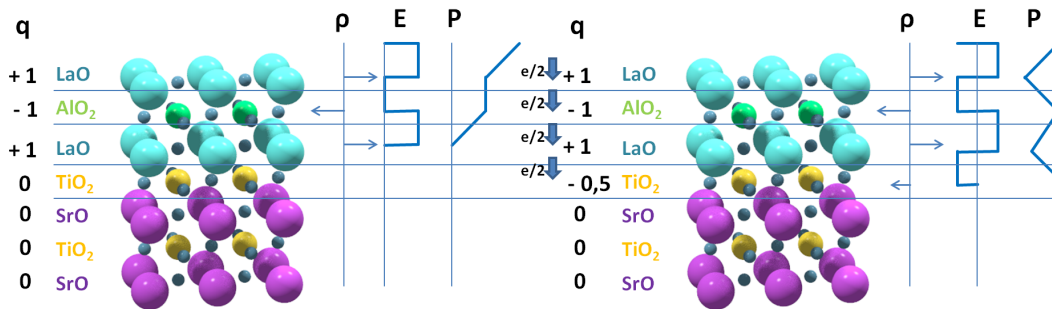 q ρ E P
+ 1 LaO
- 1 AlO2
+ 1 LaO
0 TiO2
0 SrO
0 TiO2
0 SrO
q ρ E P
e/2 + 1 LaO
e/2 - 1 AlO2
e/2 + 1 LaO
e/2 - 0,5 TiO2
0 SrO
0 TiO2
0 SrO